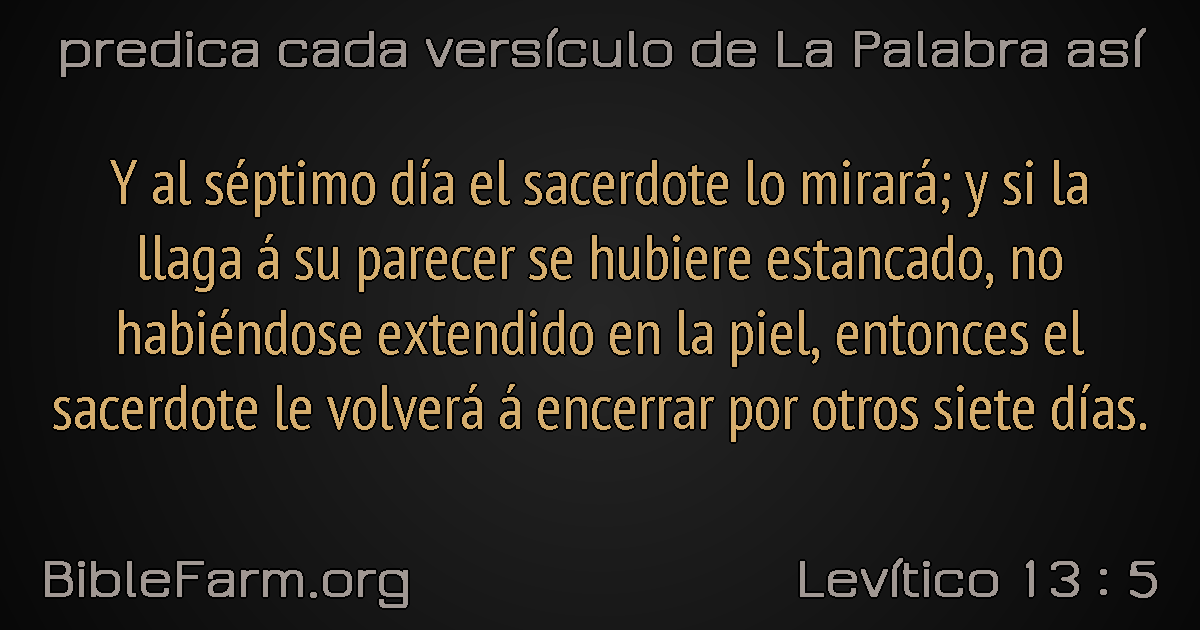 predica cada versículo de La Palabra así
Y al séptimo día el sacerdote lo mirará; y si la
llaga á su parecer se hubiere estancado, no
habiéndose extendido en la piel, entonces el
sacerdote le volverá á encerrar por otros siete días.
BibleFarm.org
Levítico 13 : 5